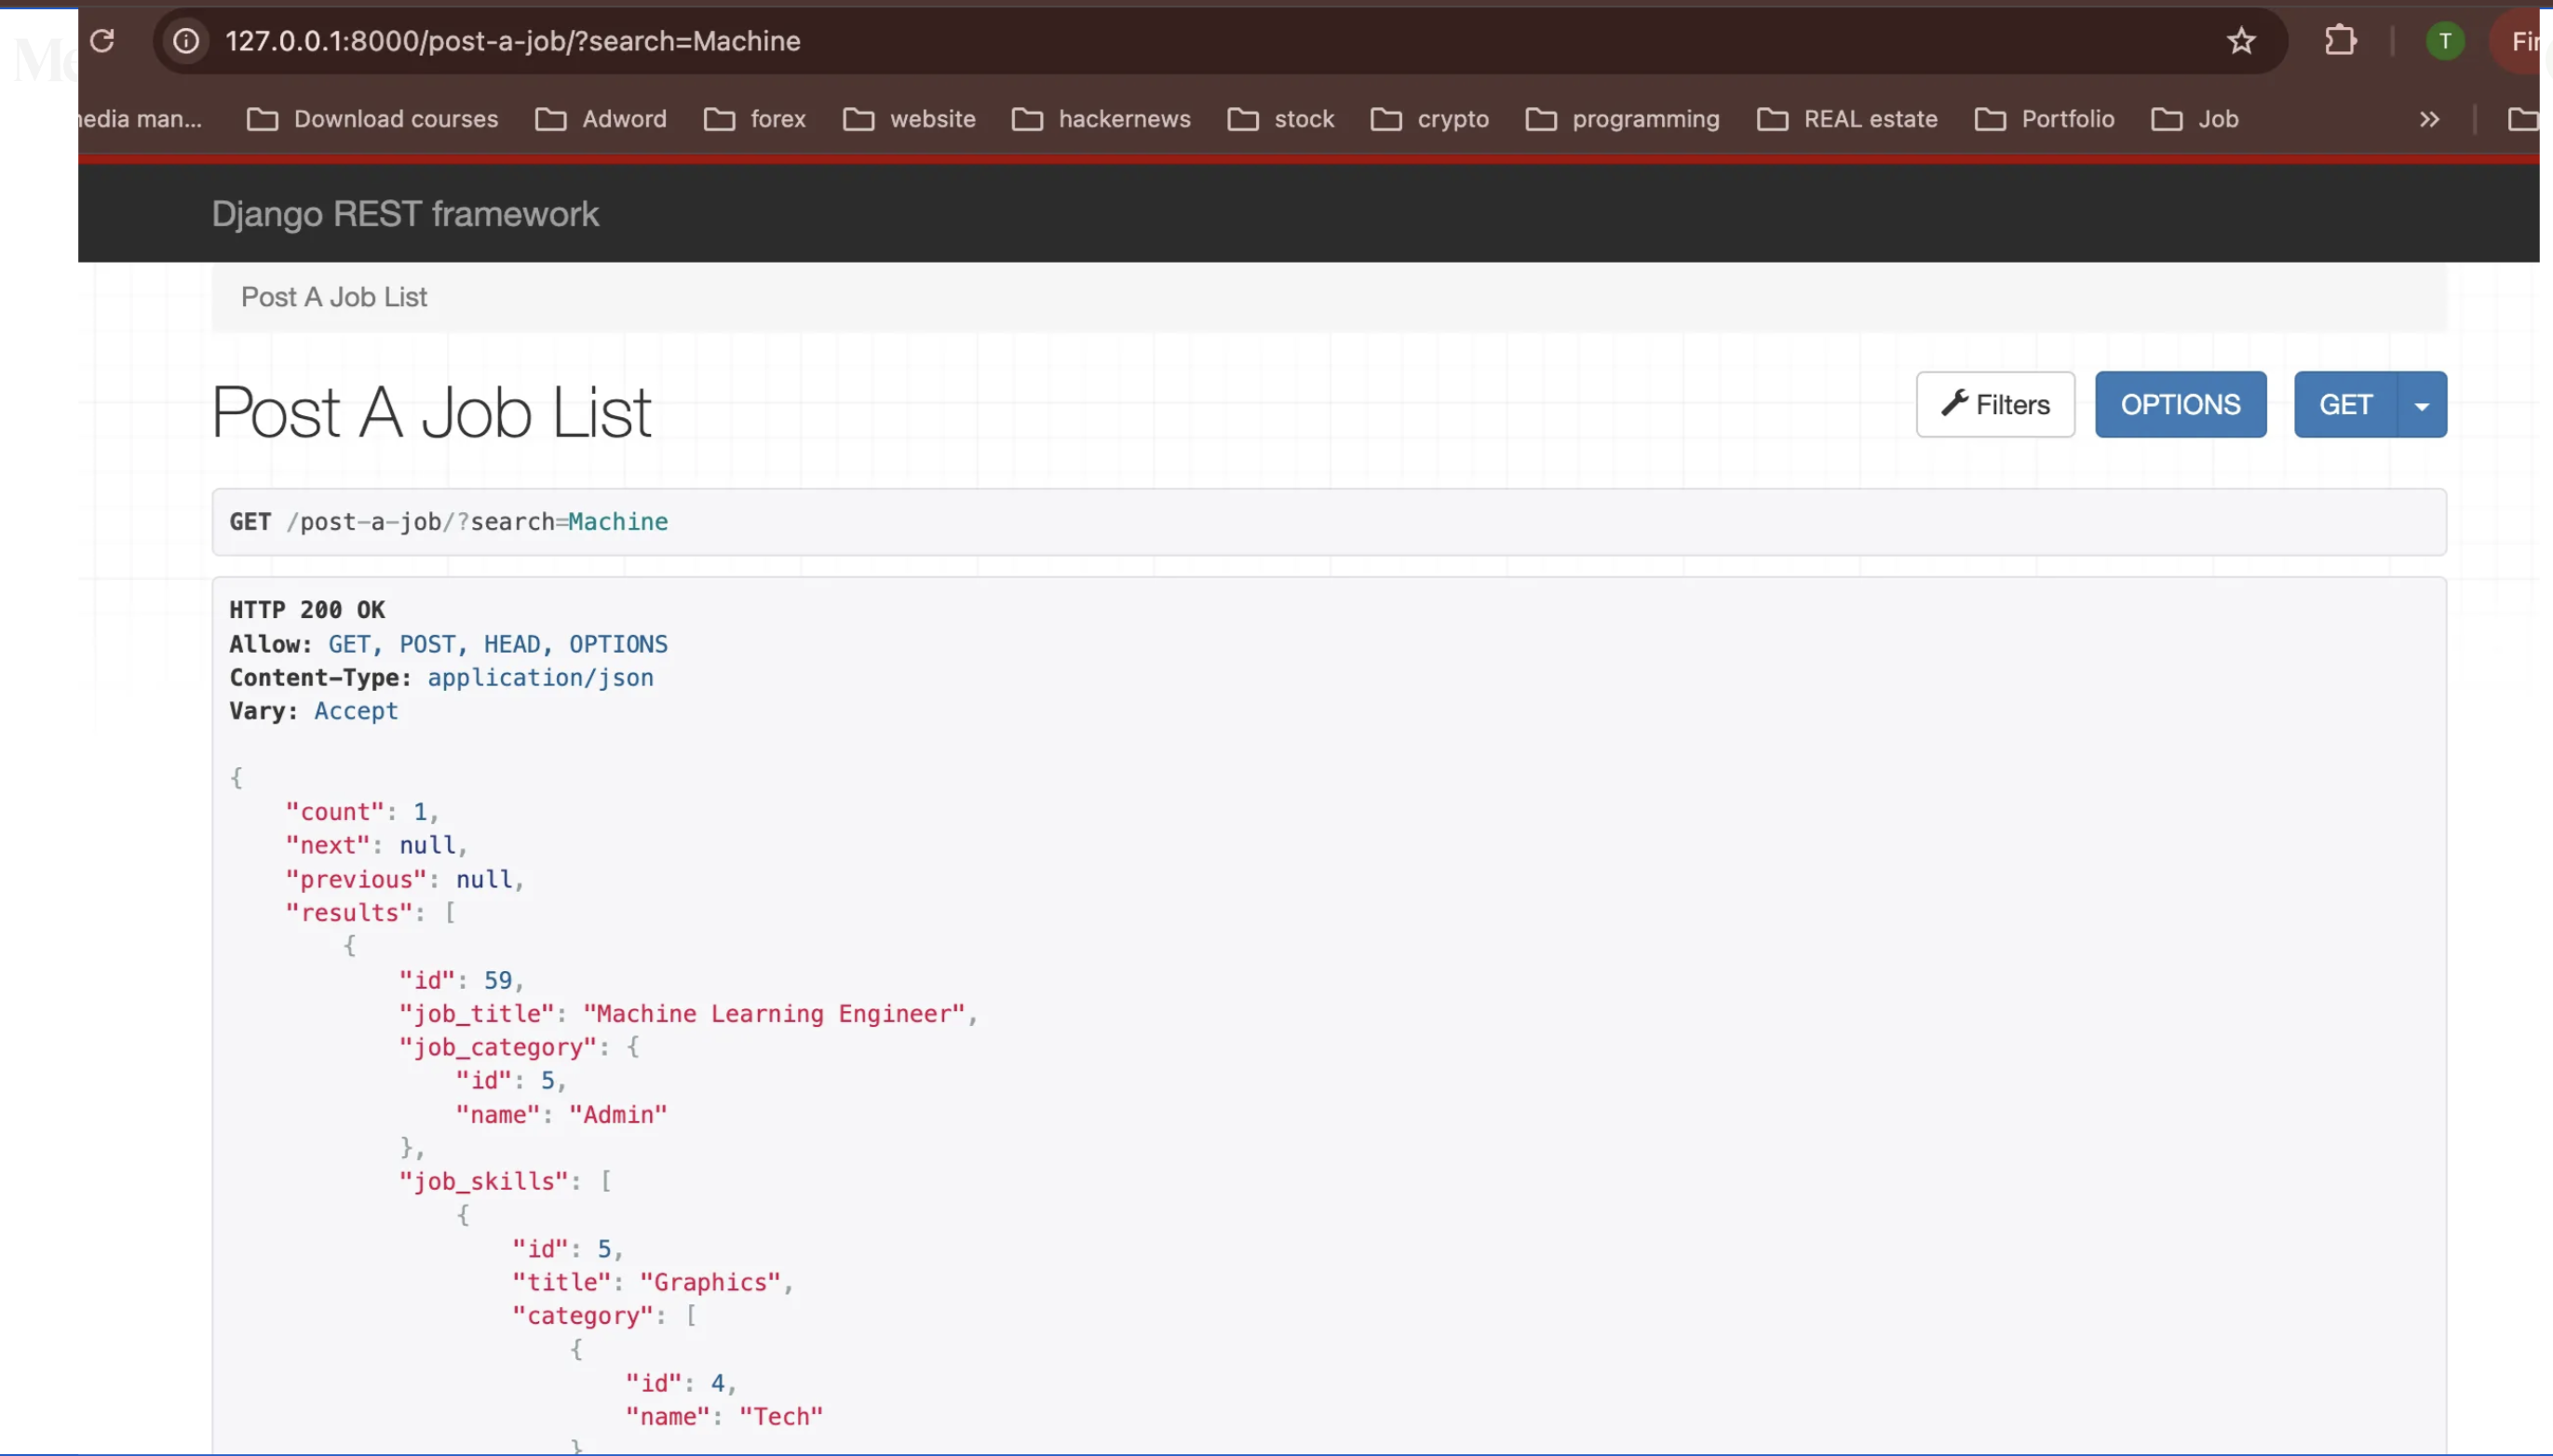 127.0.0.1:8000/post-a-job/?search=Machine
T
man...
Download courses
Adword
forex
website
hackernews
stock
crypto
programming
REAL estate
Portfolio
Job
Django REST framework
Post A Job List
Post A Job List
Filters
OPTIONS
GET
GET /post-a-job/?search=Machine
HTTP 200 OK
Allow: GET, POST, HEAD, OPTIONS
Content-Type: application/json
Vary: Accept
{
    "count": 1,
    "next": null,
    "previous": null,
    "results": [
        {
            "id": 59,
            "job_title": "Machine Learning Engineer",
            "job_category": {
                "id": 5,
                "name": "Admin"
            },
            "job_skills": [
                {
                    "id": 5,
                    "title": "Graphics",
                    "category": [
                        {
                            "id": 4,
                            "name": "Tech"
                        }